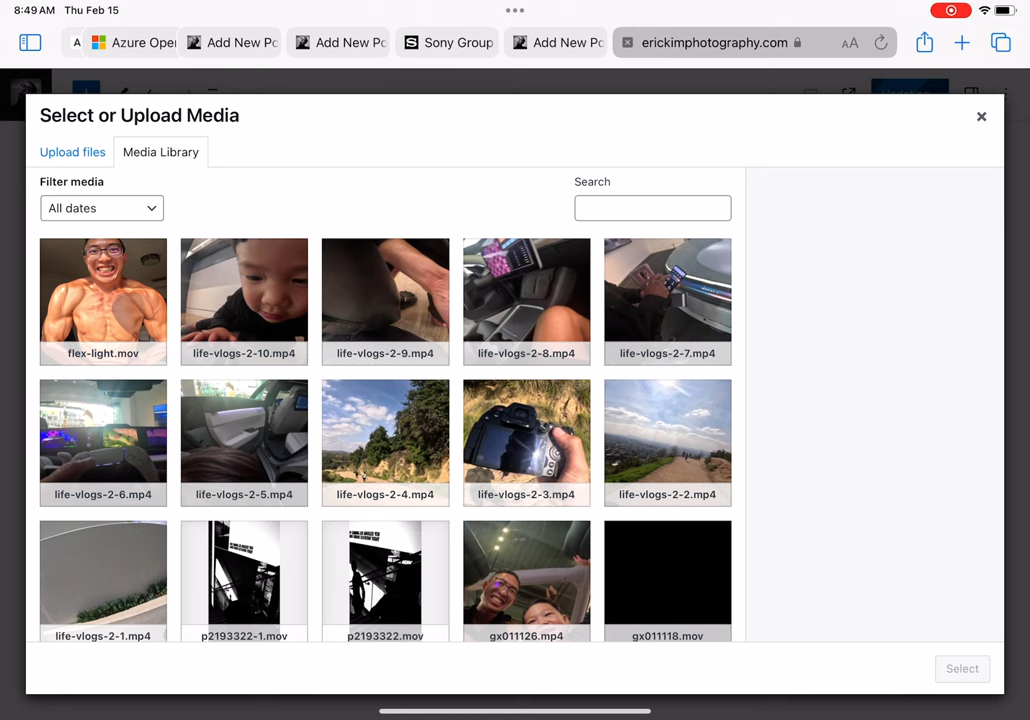 8:49 AM Thu Feb 15
A Azure Oper Add New Po Add New Po Sony Group Add New Po erickimphotography.com AA
Select or Upload Media
Upload files Media Library
Filter media Search
All dates
flex-light.mov life-vlogs-2-10.mp4 life-vlogs-2-9.mp4 life-vlogs-2-8.mp4 life-vlogs-2-7.mp4
life-vlogs-2-6.mp4 life-vlogs-2-5.mp4 life-vlogs-2-4.mp4 life-vlogs-2-3.mp4 life-vlogs-2-2.mp4
life-vlogs-2-1.mp4 p2193322-1.mov p2193322.mov gx011126.mp4 gx011118.mov
Select